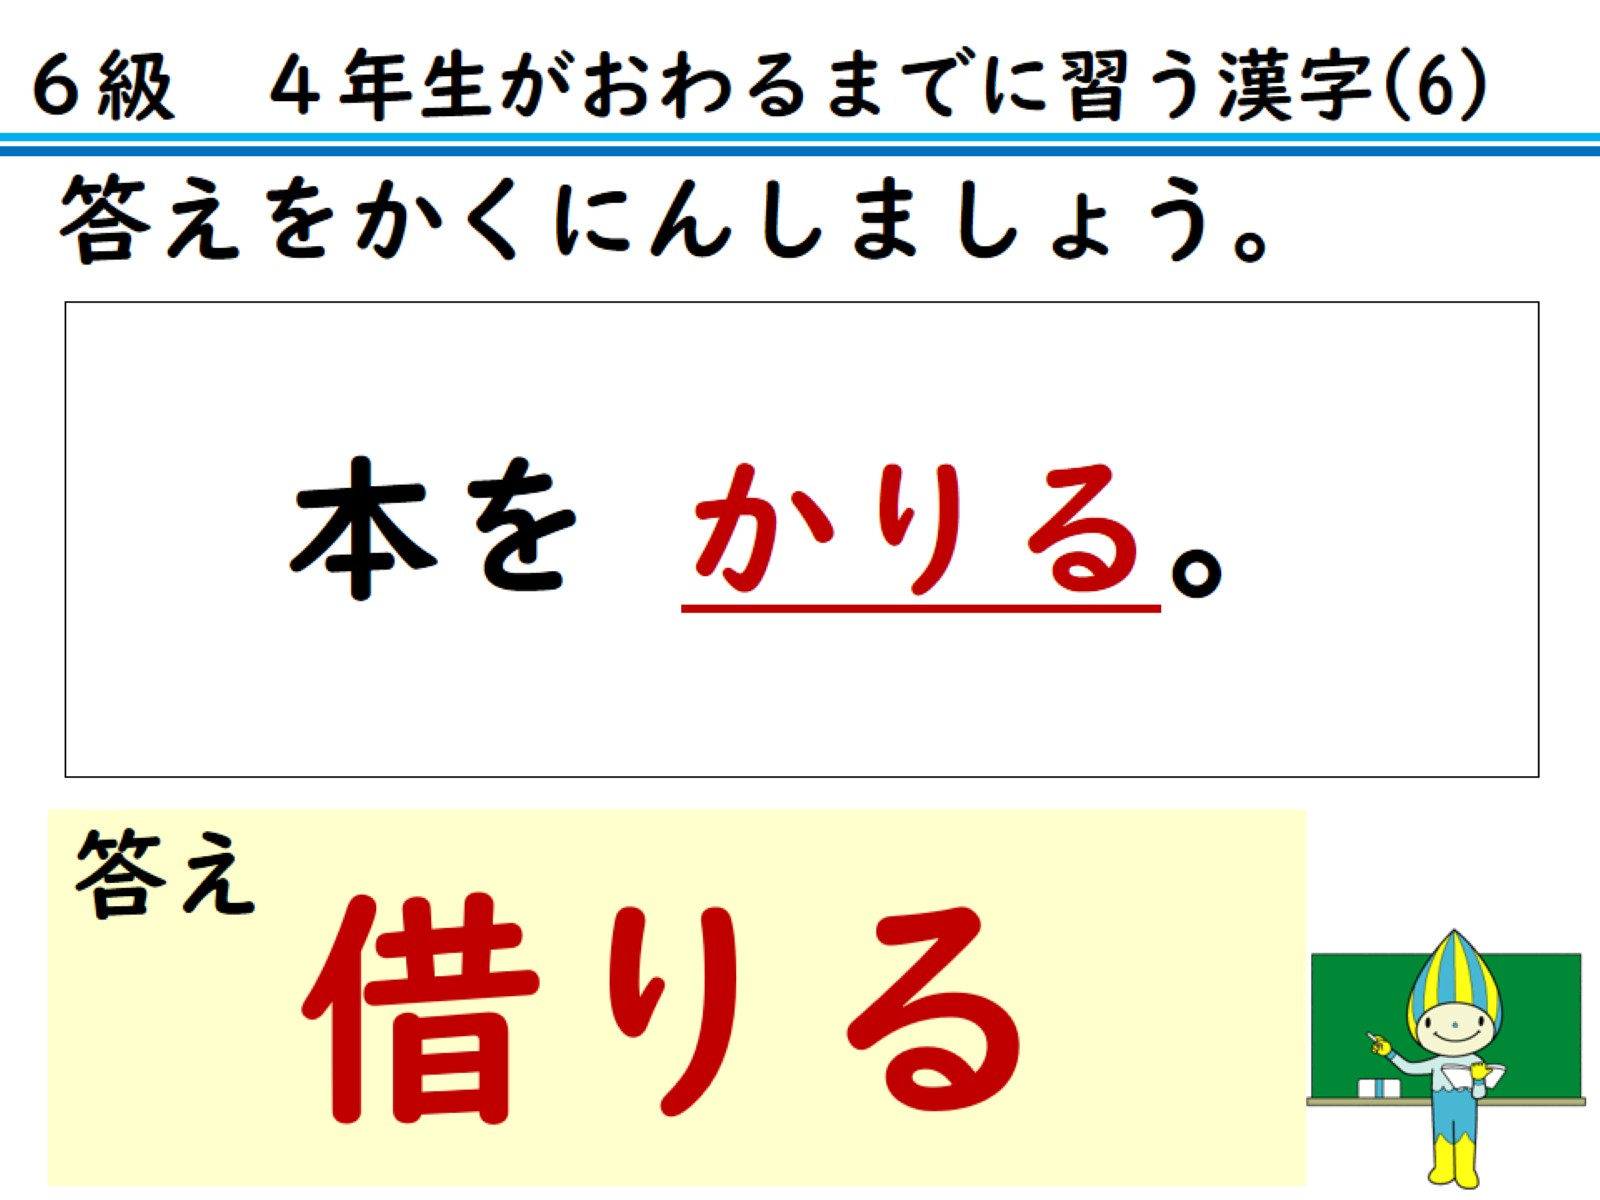 ６級　４年生がおわるまでに習う漢字(6)
答えをかくにんしましょう。
本を　かりる。
答え
借りる